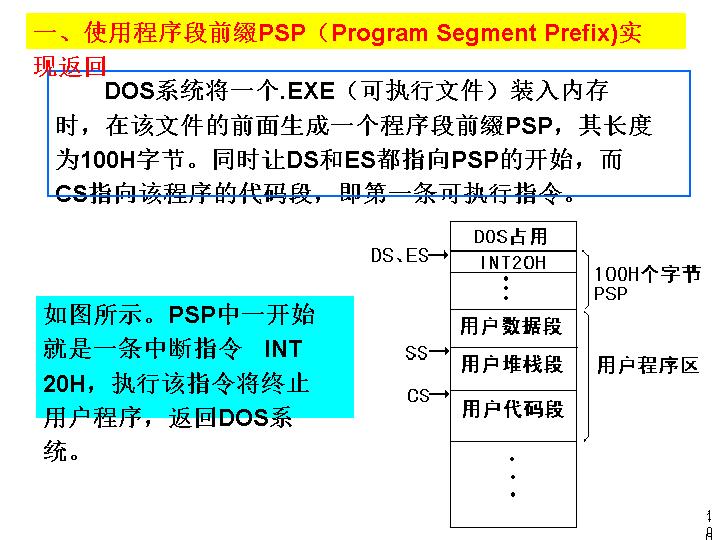 一、使用程序段前缀PSP（Program Segment Prefix)实
现返回
DOS系统将一个.EXE（可执行文件）装入内存
时，在该文件的前面生成一个程序段前缀PSP，其长度
为100H字节。同时让DS和ES都指向PSP的开始，而
CS指向该程序的代码段，即第一条可执行指令。
如图所示。PSP中一开始
就是一条中断指令 INT
20H，执行该指令将终止
用户程序，返回DOS系
统。
DOS占用
DS、ES
INT20H
100H个字节
PSP
用户数据段
SS
用户堆栈段
用户程序区
CS
用户代码段